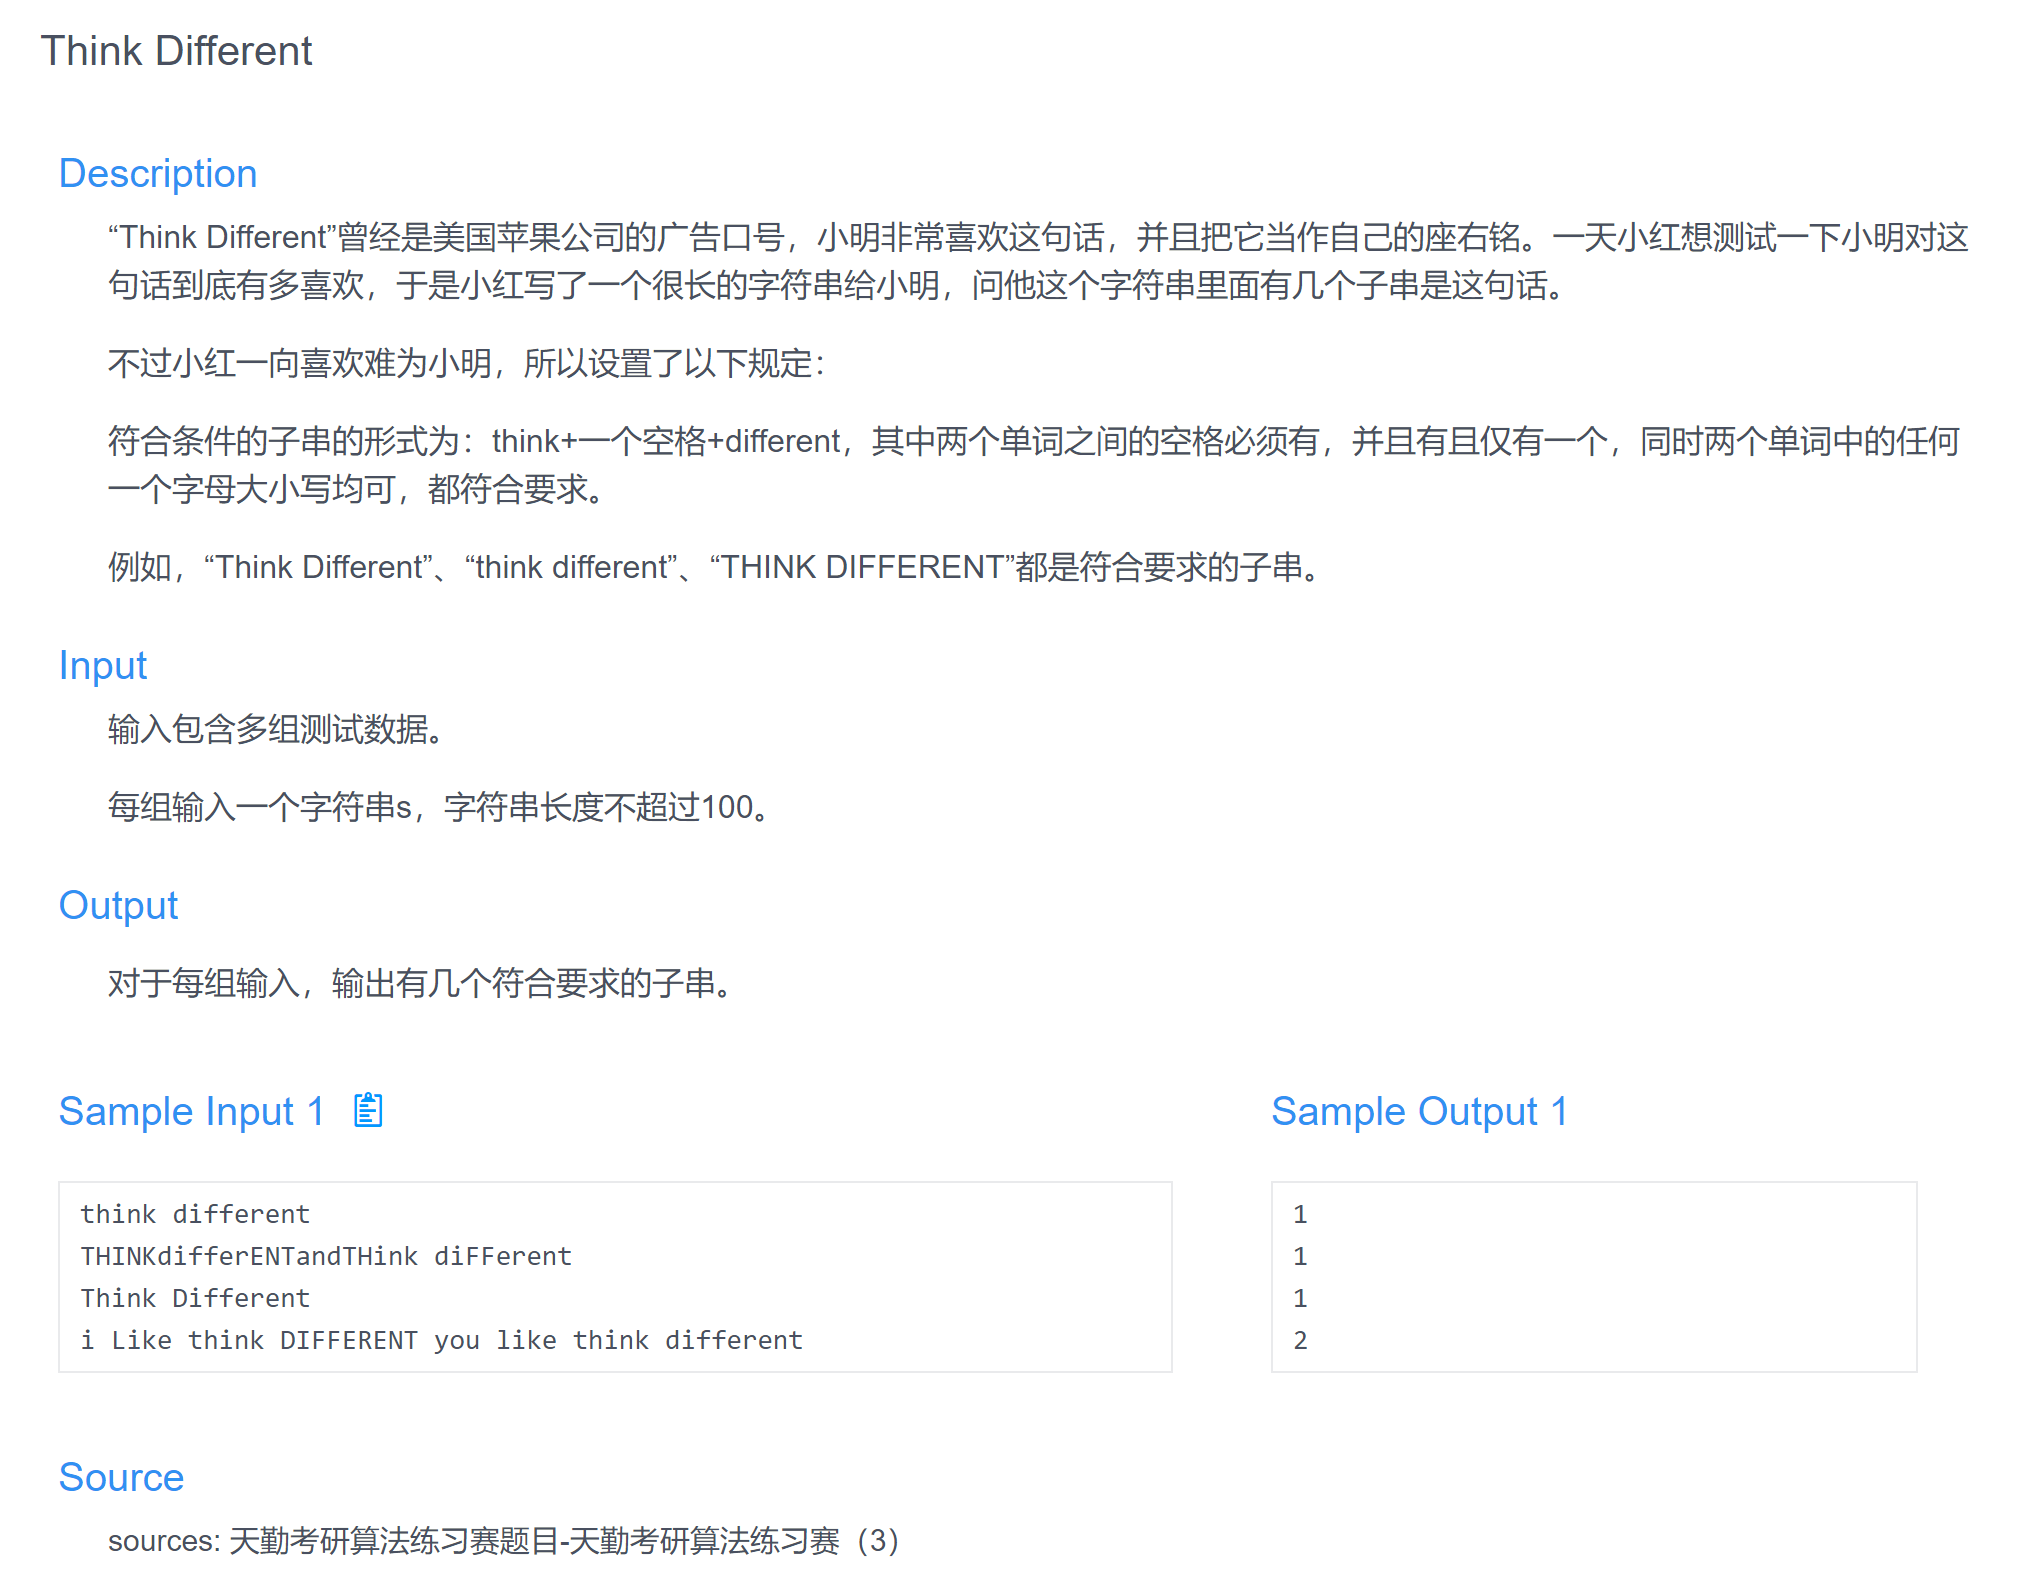 Think Different
Description
“Think Different”曾经是美国苹果公司的广告口号，小明非常喜欢这句话，并且把它当作自己的座右铭。一天小红想测试一下小明对这
句话到底有多喜欢，于是小红写了一个很长的字符串给小明，问他这个字符串里面有几个子串是这句话。
不过小红一向喜欢难为小明，所以设置了以下规定：
符合条件的子串的形式为：think+一个空格+different，其中两个单词之间的空格必须有，并且有且仅有一个，同时两个单词中的任何
一个字母大小写均可，都符合要求。
例如，“Think Different”、“think different”、“THINK DIFFERENT”都是符合要求的子串。
Input
输入包含多组测试数据。
每组输入一个字符串s，字符串长度不超过100。
Output
对于每组输入，输出有几个符合要求的子串。
Sample Input 1
think different
THINKdifferENTandTHink diFFerent
Think Different
i Like think DIFFERENT you like think different
Sample Output 1
1
1
1
2
Source
sources: 天勤考研算法练习赛题目-天勤考研算法练习赛（3）